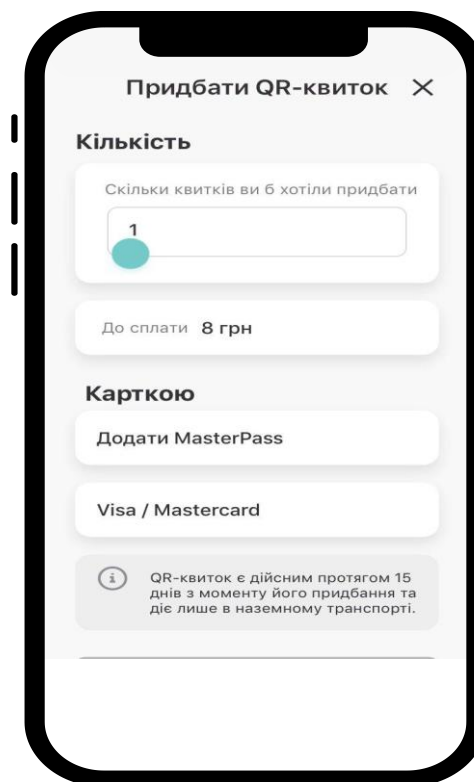 Придбати QR-квиток ×
Кількість
Скільки квитків ви б хотіли придбати
1
До сплати 8 грн
Карткою
Додати MasterPass
Visa / Mastercard
QR-квиток є дійсним протягом 15
днів з моменту його придбання та
діє лише в наземному транспорті.